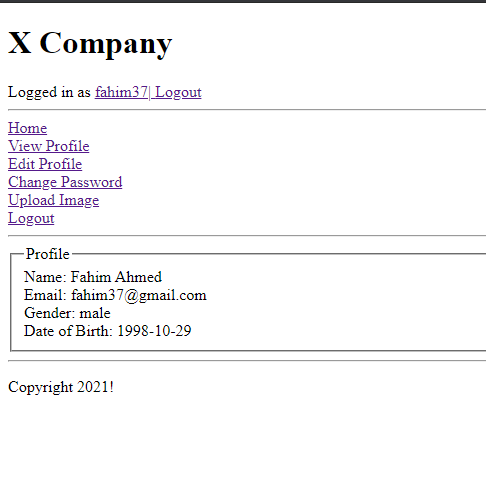 X Company
Logged in as fahim37| Logout
Home
View Profile
Edit Profile
Change Password
Upload Image
Logout
Profile
Name: Fahim Ahmed
Email: fahim37@gmail.com
Gender: male
Date of Birth: 1998-10-29
Copyright 2021!